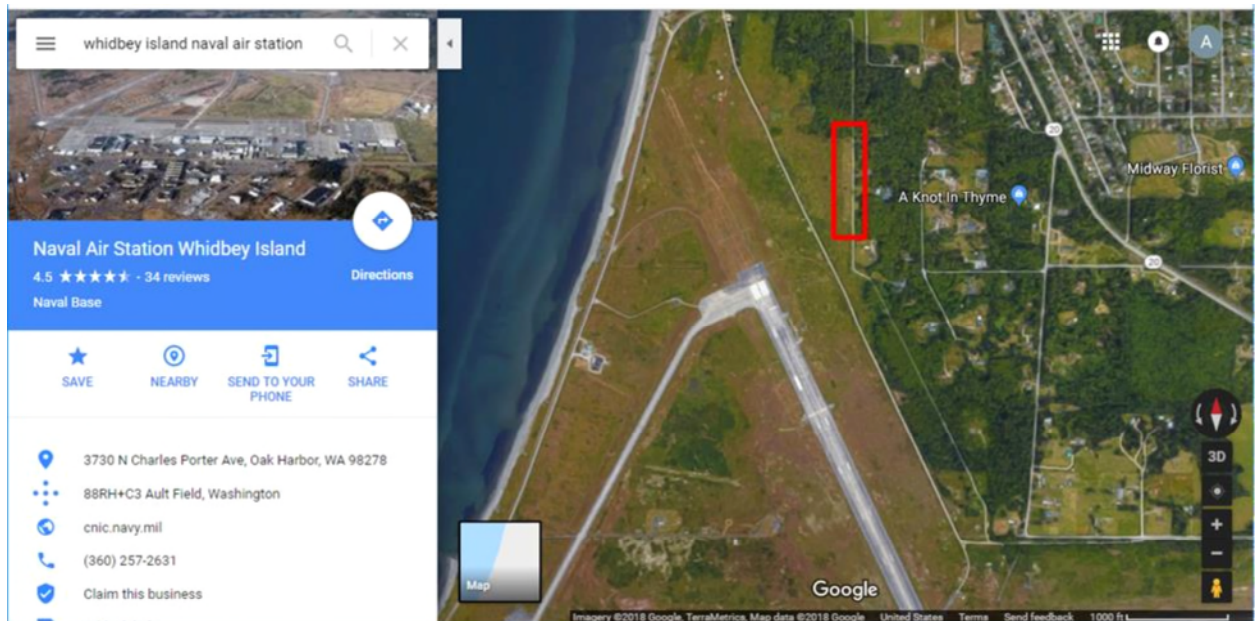 whidbey island naval air station
Naval Air Station Whidbey Island
4.5 ★★★★★ - 34 reviews
Naval Base
Directions
SAVE
NEARBY
SEND TO YOUR
PHONE
SHARE
3730 N Charles Porter Ave, Oak Harbor, WA 98278
88RH+C3 Ault Field, Washington
cnic.navy.mil
(360) 257-2631
Claim this business
A
20
Midway Florist
A Knot In Thyme
20
3D
Map
Google
Imagery ©2018 Google, TerraMetrics, Map data ©2018 Google United States Terms Send feedback 1000 ft